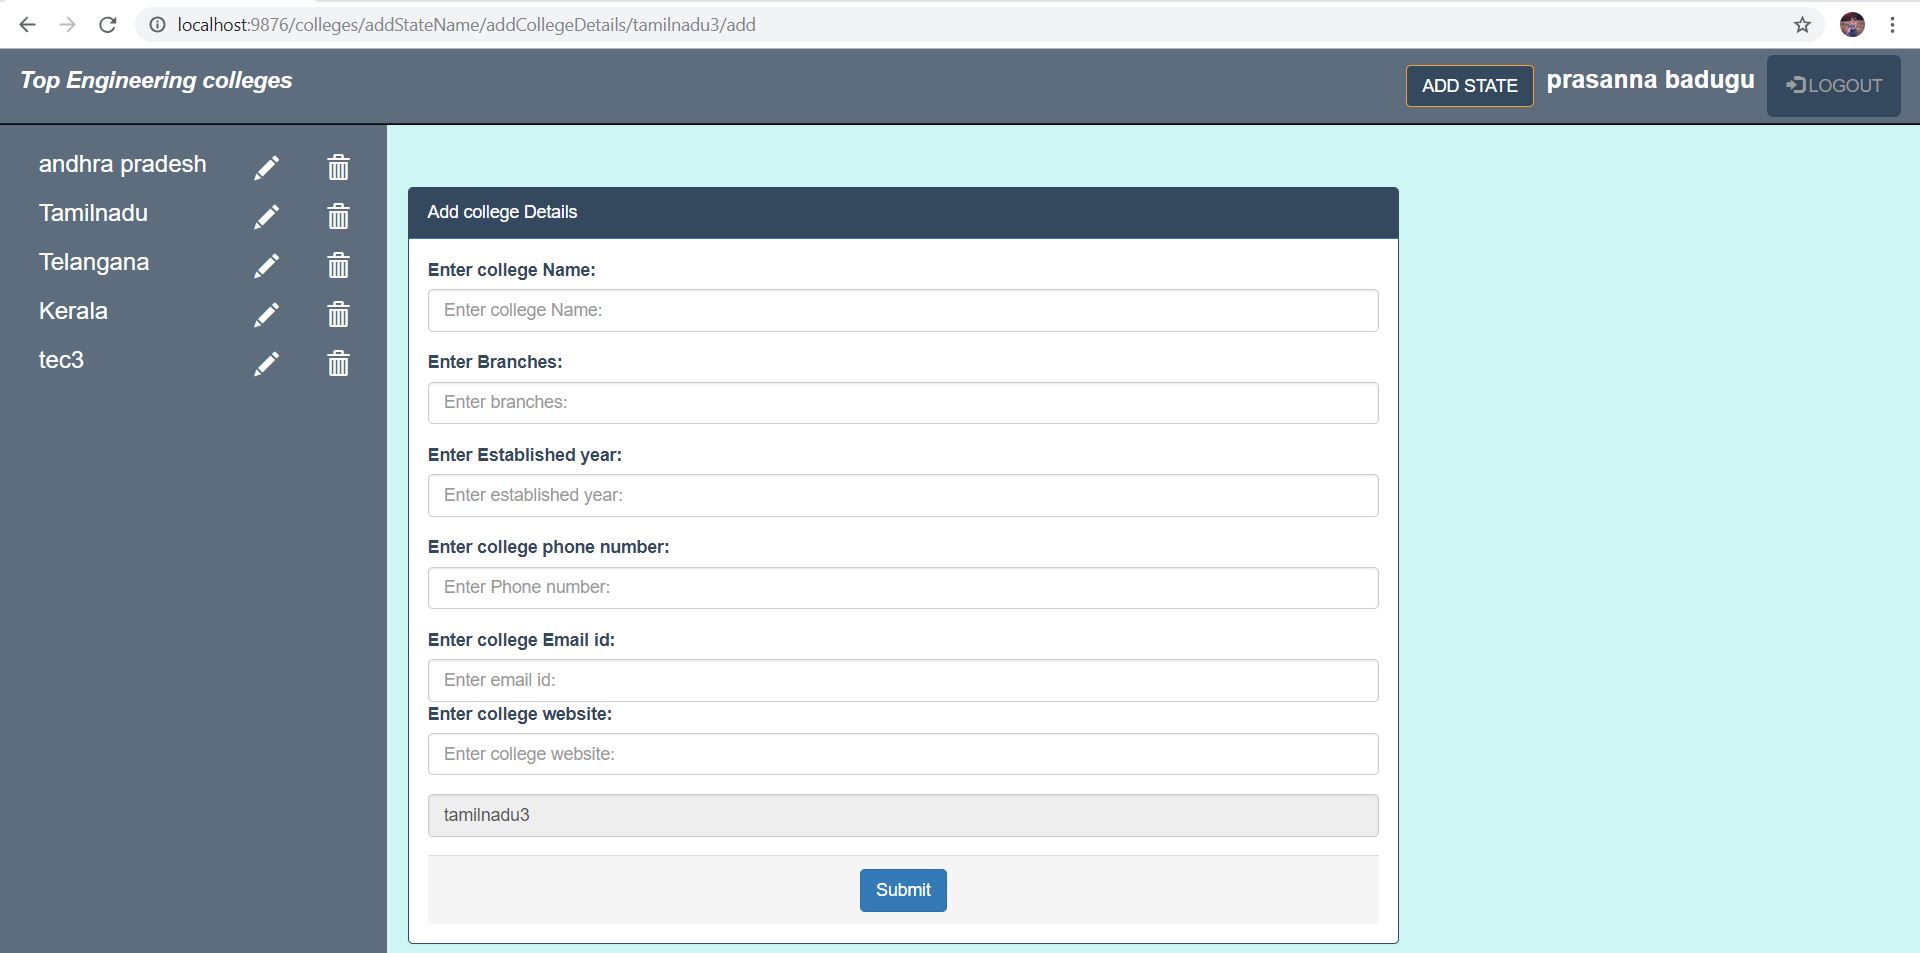 localhost:9876/colleges/addStateName/addCollegeDetails/tamilnadu3/add
Top Engineering colleges
ADD STATE prasanna badugu LOGOUT
andhra pradesh
Tamilnadu
Telangana
Kerala
tec3
Add college Details
Enter college Name:
Enter college Name:
Enter Branches:
Enter branches:
Enter Established year:
Enter established year:
Enter college phone number:
Enter Phone number:
Enter college Email id:
Enter email id:
Enter college website:
Enter college website:
tamilnadu3
Submit